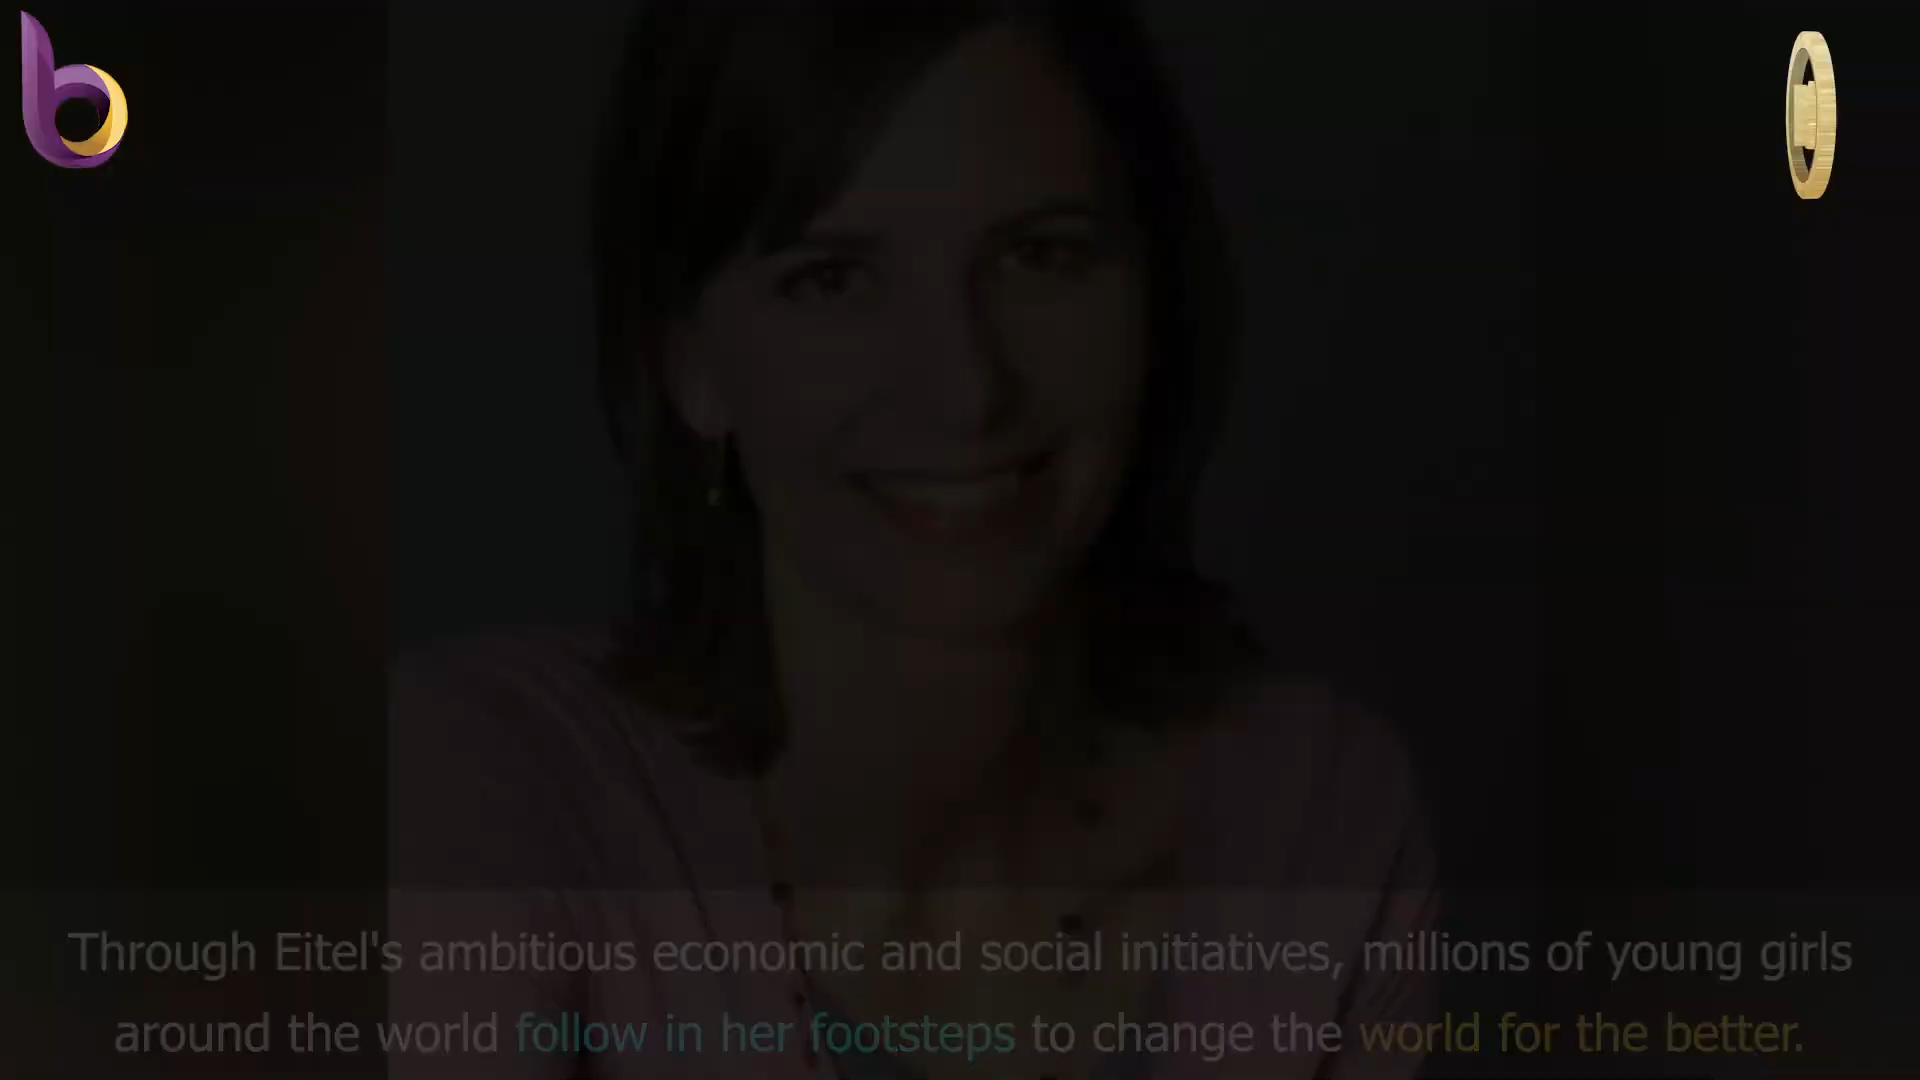 Through Eitel's ambitious economic and social initiatives, millions of young girls
around the world follow in her footsteps to change the world for the better.